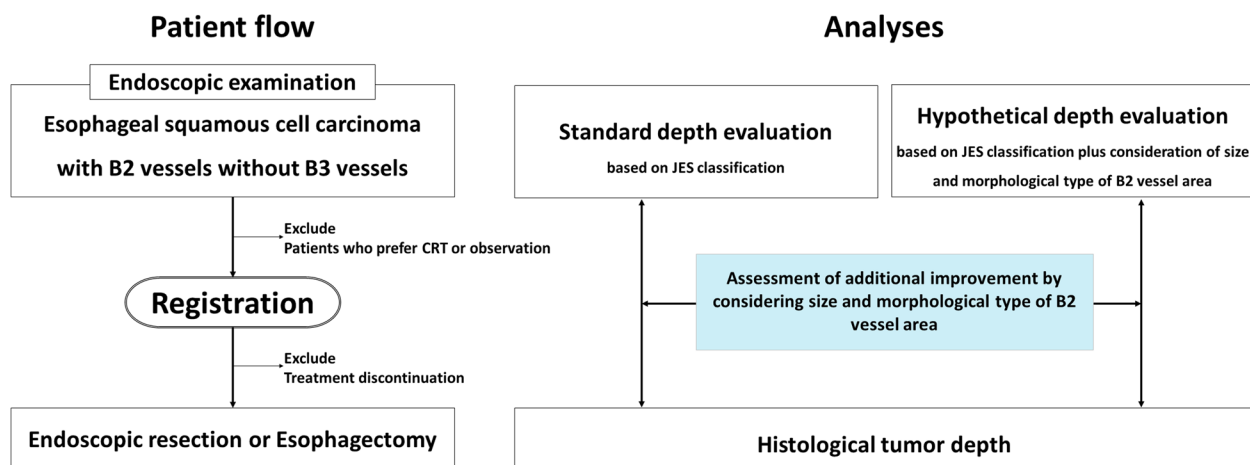 Patient flow
Endoscopic examination
Esophageal squamous cell carcinoma
with B2 vessels without B3 vessels
Exclude
Patients who prefer CRT or observation
Registration
Exclude
Treatment discontinuation
Endoscopic resection or Esophagectomy
Analyses
Standard depth evaluation
based on JES classification
Hypothetical depth evaluation
based on JES classification plus consideration of size
and morphological type of B2 vessel area
Assessment of additional improvement by
considering size and morphological type of B2
vessel area
Histological tumor depth